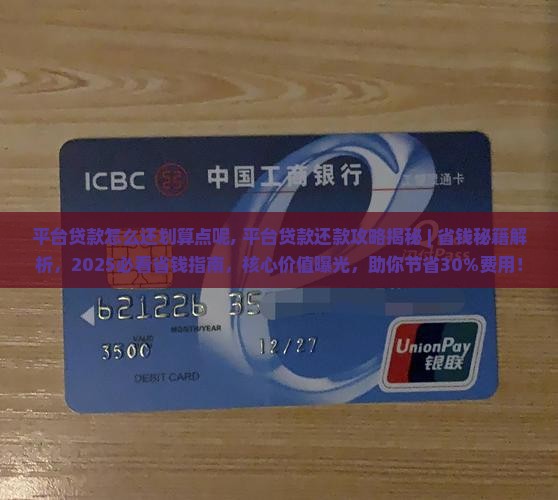 ICBC 中国工商银行
通卡
平台贷款怎么还划算点呢, 平台贷款还款攻略揭秘 | 省钱秘籍解
析，2025必看省钱指南，核心价值曝光，助你节省30%费用！
621226 35
MONTH/YEAR
VALID
3500 12/27
DEBIT CARD
UnionPay
银联